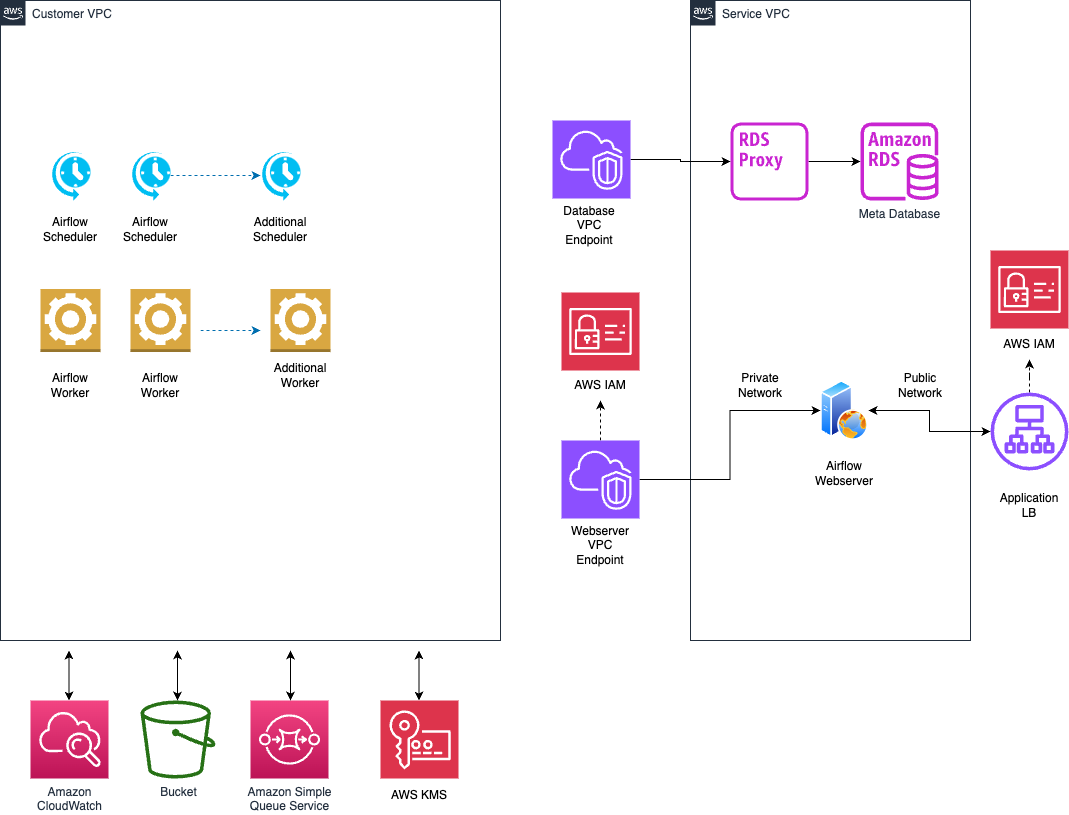 aws
Customer VPC
aws
Service VPC
RDS
Proxy
Amazon
RDS
Meta Database
Database
VPC
Endpoint
Airflow
Scheduler
Airflow
Scheduler
Additional
Scheduler
AWS IAM
AWS IAM
Airflow
Worker
Airflow
Worker
Additional
Worker
Private
Network
Public
Network
Airflow
Webserver
Application
LB
Webserver
VPC
Endpoint
Amazon
CloudWatch
Bucket
Amazon Simple
Queue Service
AWS KMS